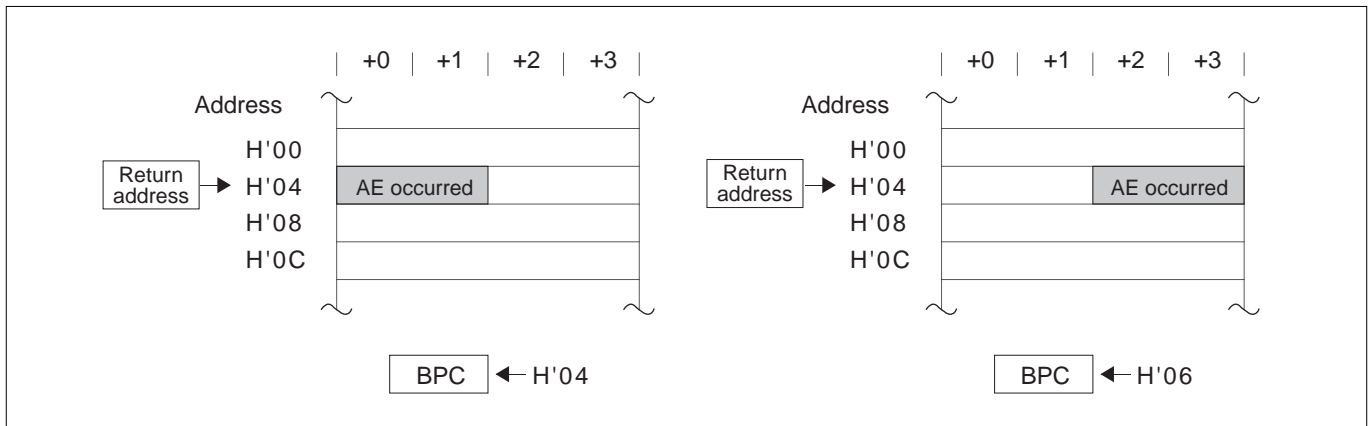 +0 +1 +2 +3
Address
H'00
Return
address
H'04
AE occurred
H'08
H'0C
BPC
H'04
+0 +1 +2 +3
Address
H'00
Return
address
H'04
AE occurred
H'08
H'0C
BPC
H'06